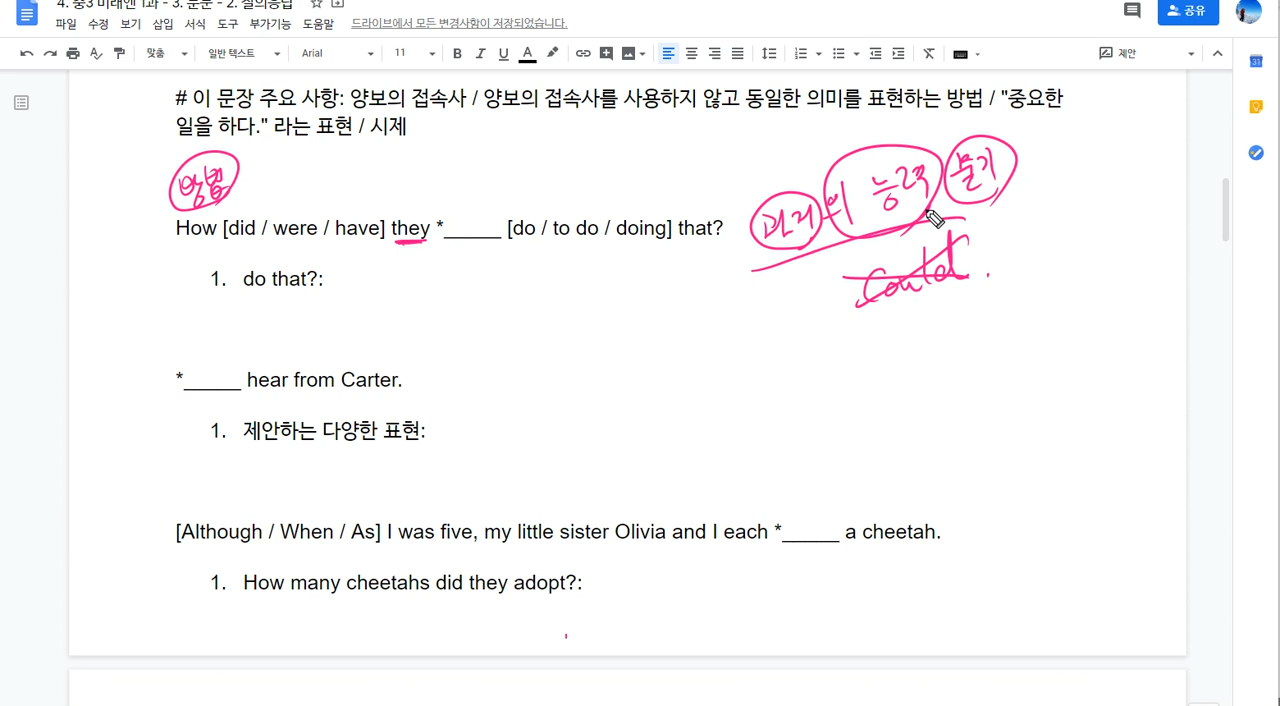 4. 중3 미래엔 1과 - 3. 본문 - 2. 질의응답
파일 수정 보기 삽입 서식 도구 부가기능 도움말 드라이브에서 모든 변경사항이 저장되었습니다.
공유
맞춤 일반 텍스트 Arial 11 B I U A 제안
31
# 이 문장 주요 사항: 양보의 접속사 / 양보의 접속사를 사용하지 않고 동일한 의미를 표현하는 방법 / "중요한
일을 하다." 라는 표현 / 시제
방법
과거의 능력 묻기
How [did / were / have] they *_____ [do / to do / doing] that?
could.
1. do that?:
*_____ hear from Carter.
1. 제안하는 다양한 표현:
[Although / When / As] I was five, my little sister Olivia and I each *_____ a cheetah.
1. How many cheetahs did they adopt?: